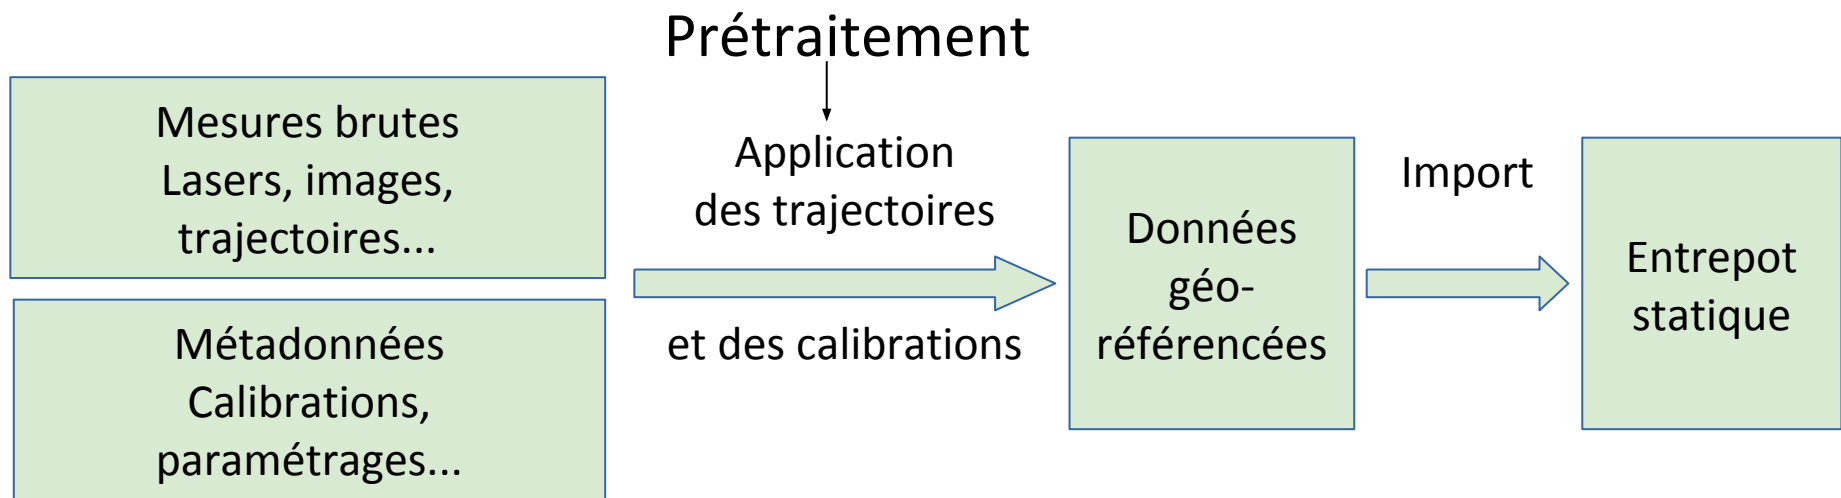 Prétraitement
Mesures brutes
Lasers, images,
trajectoires...
Métadonnées
Calibrations,
paramétrages...
Application
des trajectoires
et des calibrations
Données
géo-
référencées
Import
Entrepot
statique